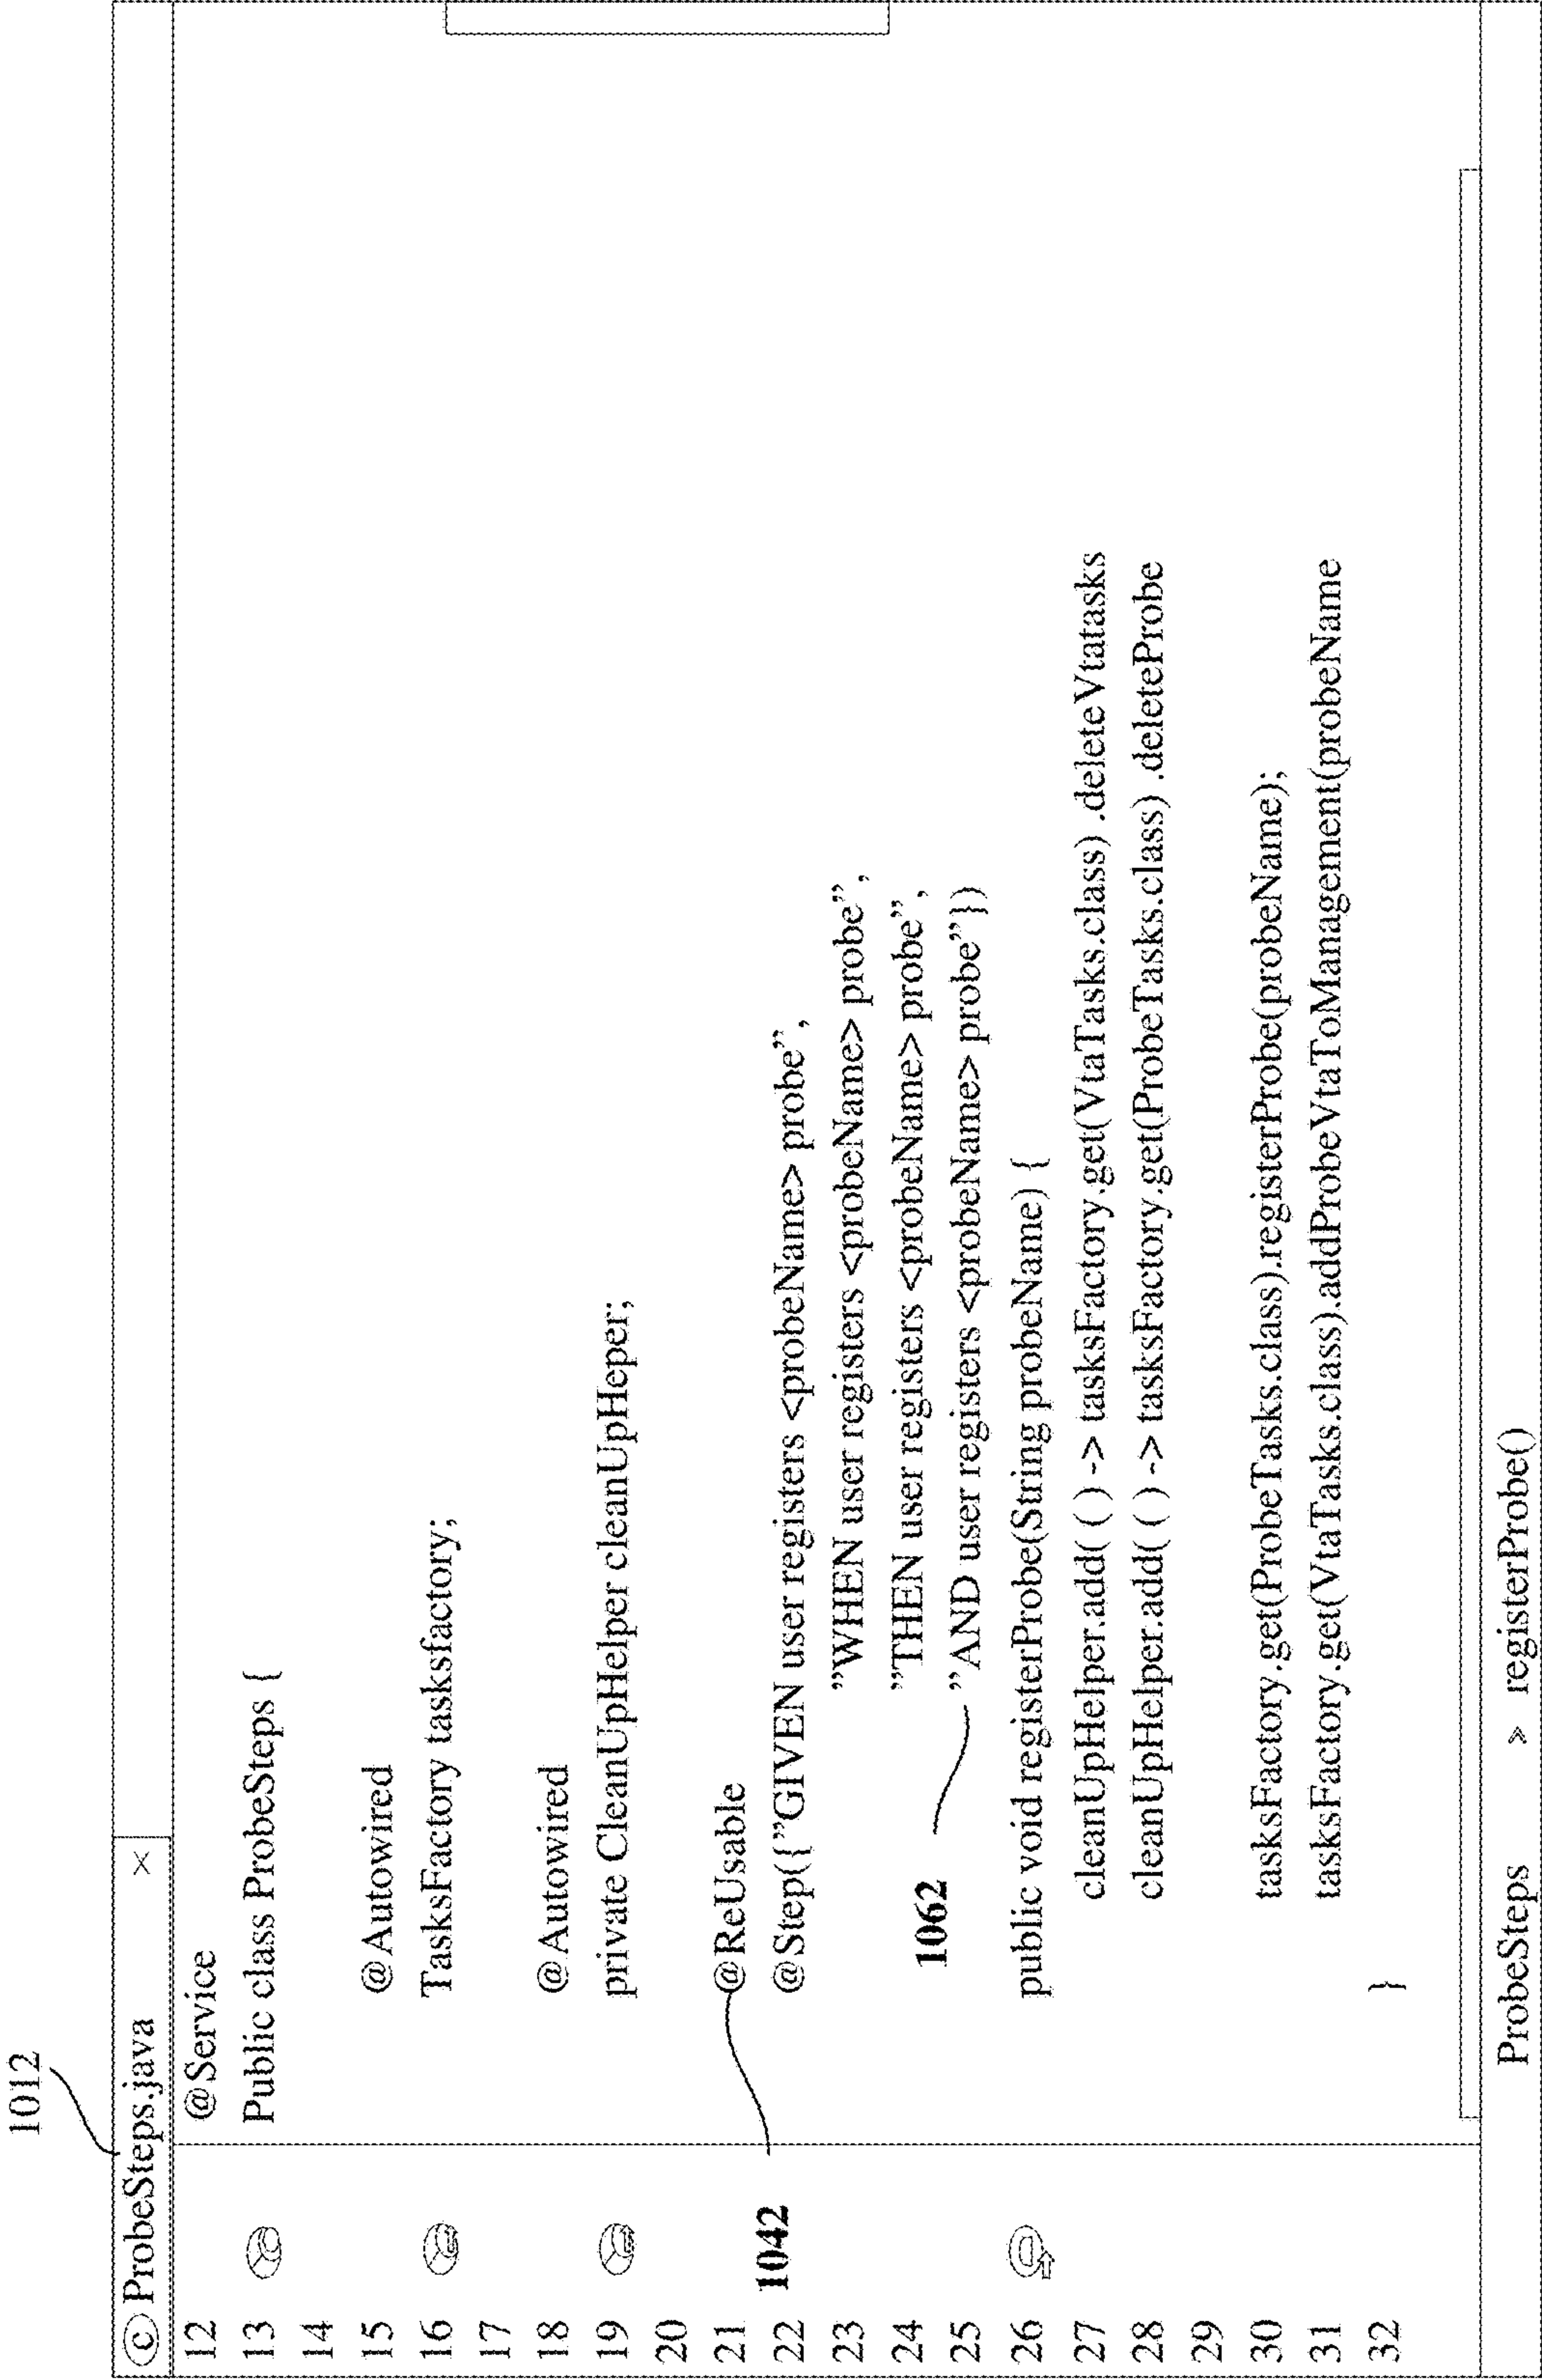 1012
© ProbeSteps.java ×
12 @Service
13 Public class ProbeSteps {
14
15 @Autowired
16 TasksFactory tasksfactory;
17
18 @Autowired
19 private CleanUpHelper cleanUpHeper;
20
1042
21 @ReUsable
22 @Step({”GIVEN user registers <probeName> probe”,
23 ”WHEN user registers <probeName> probe”,
24 ”THEN user registers <probeName> probe”,
1062
25 ”AND user registers <probeName> probe”})
26 public void registerProbe(String probeName) {
27 cleanUpHelper.add( ( ) -> tasksFactory.get(VtaTasks.class) .deleteVtatasks
28 cleanUpHelper.add( ( ) -> tasksFactory.get(ProbeTasks.class) .deleteProbe
29
30 tasksFactory.get(ProbeTasks.class).registerProbe(probeName);
31 tasksFactory.get(VtaTasks.class).addProbeVtaToManagement(probeName
32 }
ProbeSteps > registerProbe()